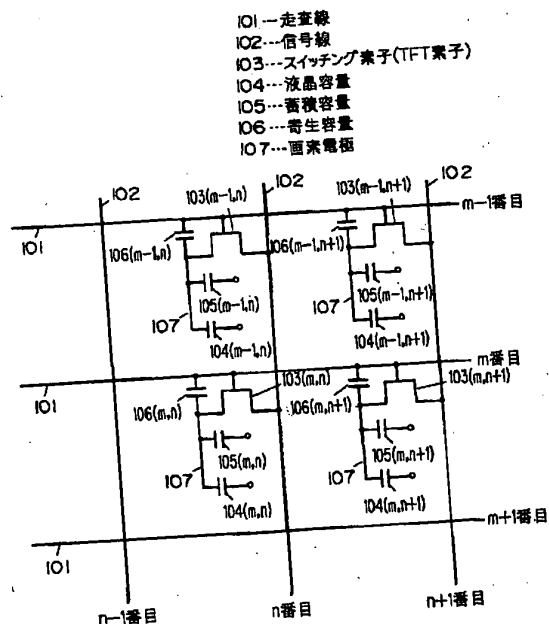 101---走査線
102---信号線
103---スイッチング素子(TFT素子)
104---液晶容量
105---蓄積容量
106---寄生容量
107---画素電極
102
103(m-1,n)
102
103(m-1,n+1)
102
m-1番目
101
106(m-1,n)
106(m-1,n+1)
105(m-1,n)
105(m-1,n+1)
107
107
104(m-1,n)
104(m-1,n+1)
m番目
101
106(m,n)
103(m,n)
106(m,n+1)
103(m,n+1)
105(m,n)
105(m,n+1)
107
107
104(m,n)
104(m,n+1)
m+1番目
101
n-1番目
n番目
n+1番目